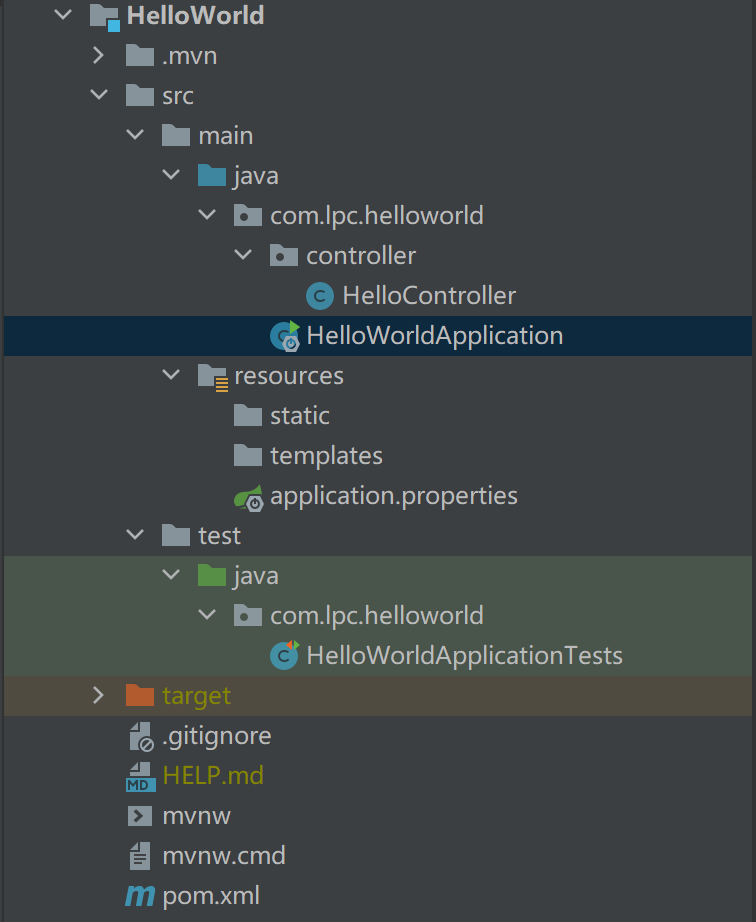 HelloWorld
.mvn
src
main
java
com.lpc.helloworld
controller
C HelloController
C HelloWorldApplication
resources
static
templates
application.properties
test
java
com.lpc.helloworld
C HelloWorldApplicationTests
target
.gitignore
MD HELP.md
mvnw
mvnw.cmd
m pom.xml